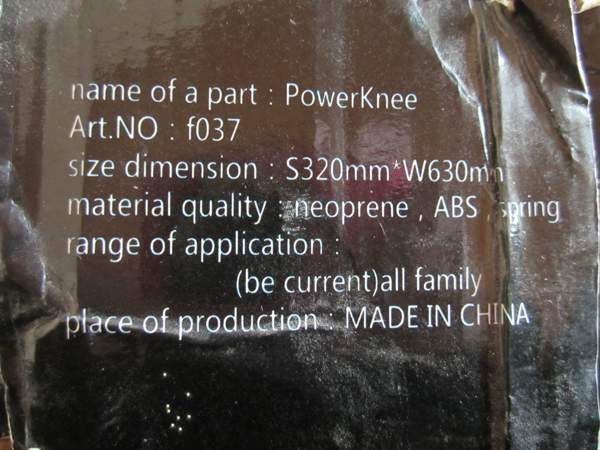 name of a part : PowerKnee
Art.NO : f037
size dimension : S320mm*W630mm
material quality : neoprene , ABS , spring
range of application :
(be current)all family
place of production : MADE IN CHINA